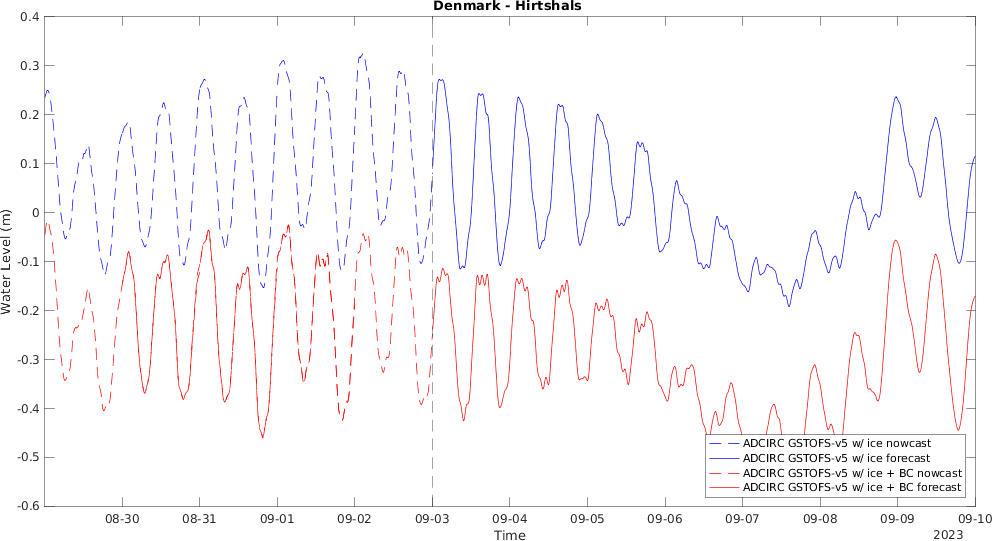 Denmark - Hirtshals
0.4
0.3
0.2
0.1
0
-0.1
-0.2
-0.3
-0.4
-0.5
-0.6
Water Level (m)
ADCIRC GSTOFS-v5 w/ ice nowcast
ADCIRC GSTOFS-v5 w/ ice forecast
ADCIRC GSTOFS-v5 w/ ice + BC nowcast
ADCIRC GSTOFS-v5 w/ ice + BC forecast
08-30 08-31 09-01 09-02 09-03 09-04 09-05 09-06 09-07 09-08 09-09 09-10
Time
2023